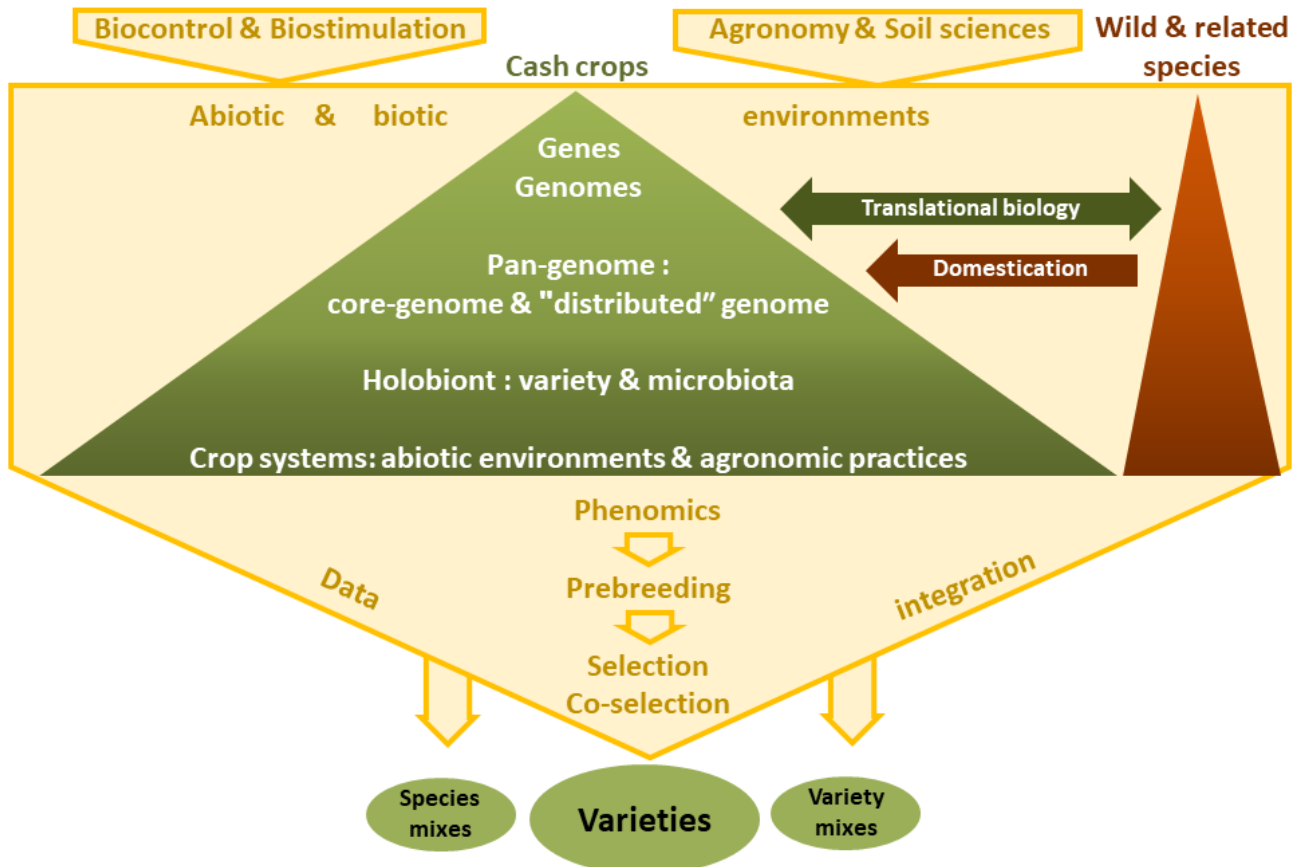 Biocontrol & Biostimulation
Agronomy & Soil sciences
Wild & related
species
Cash crops
Abiotic & biotic environments
Genes
Genomes
Translational biology
Domestication
Pan-genome :
core-genome & "distributed” genome
Holobiont : variety & microbiota
Crop systems: abiotic environments & agronomic practices
Phenomics
Data integration
Prebreeding
Selection
Co-selection
Species
mixes
Varieties
Variety
mixes